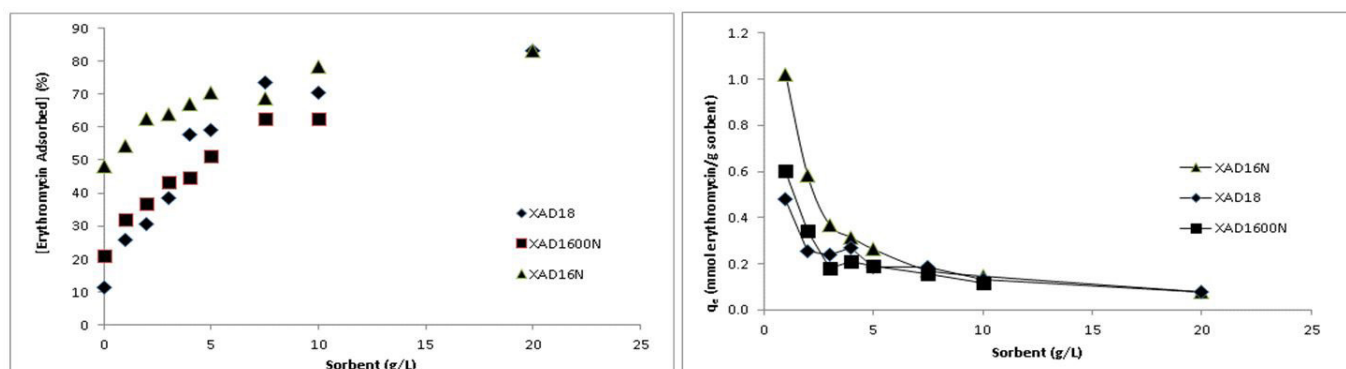 [Erythromycin Adsorbed] (%)
90
80
70
60
50
40
30
20
10
0
0 5 10 15 20 25
Sorbent (g/L)
XAD18
XAD1600N
XAD16N
qe (mmol erythromycin/g sorbent)
1.2
1.0
0.8
0.6
0.4
0.2
0.0
0 5 10 15 20 25
Sorbent (g/L)
XAD16N
XAD18
XAD1600N